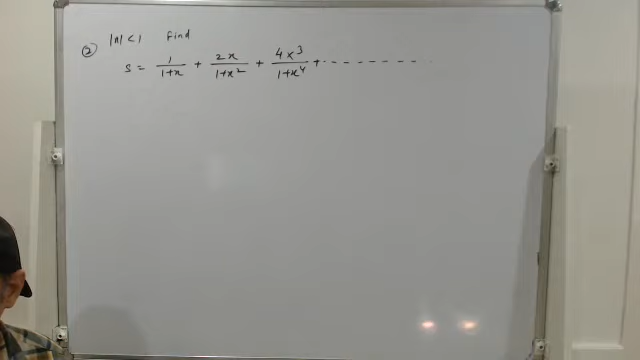 ② |x| < 1 find
S = 1/(1+x) + 2x/(1+x²) + 4x³/(1+x⁴) + - - - - - - - -